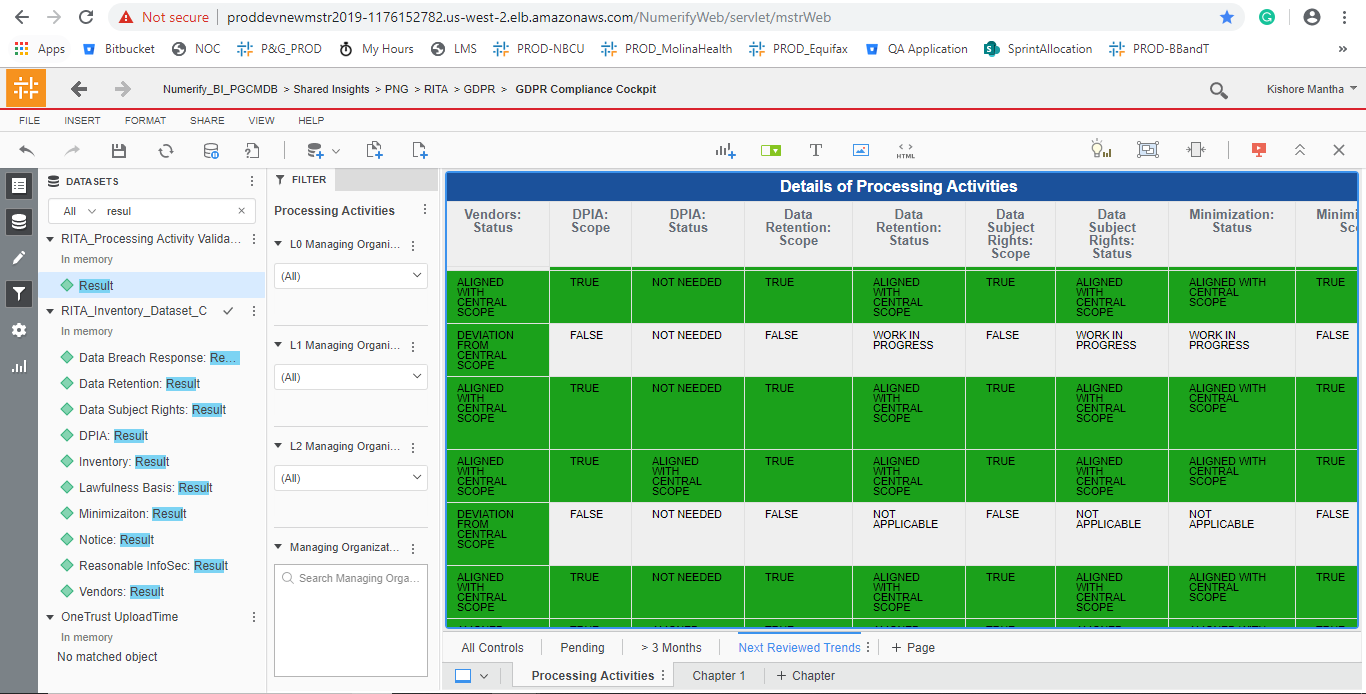 Not secure | proddevnewmstr2019-1176152782.us-west-2.elb.amazonaws.com/NumerifyWeb/servlet/mstrWeb
Apps Bitbucket NOC P&G_PROD My Hours LMS PROD-NBCU PROD_MolinaHealth PROD_Equifax QA Application SprintAllocation PROD-BBandT »
Numerify_BI_PGCMDB > Shared Insights > PNG > RITA > GDPR > GDPR Compliance Cockpit
Kishore Mantha
FILE INSERT FORMAT SHARE VIEW HELP
HTML
DATASETS
All resul
RITA_Processing Activity Valida...
In memory
Result
RITA_Inventory_Dataset_C
In memory
Data Breach Response: Re...
Data Retention: Result
Data Subject Rights: Result
DPIA: Result
Inventory: Result
Lawfulness Basis: Result
Minimizaiton: Result
Notice: Result
Reasonable InfoSec: Result
Vendors: Result
OneTrust UploadTime
In memory
No matched object
FILTER
Processing Activities
L0 Managing Organi...
(All)
L1 Managing Organi...
(All)
L2 Managing Organi...
(All)
Managing Organizat...
Search Managing Orga...
Details of Processing Activities
Vendors: Status DPIA: Scope DPIA: Status Data Retention: Scope Data Retention: Status Data Subject Rights: Scope Data Subject Rights: Status Minimization: Status
ALIGNED WITH CENTRAL SCOPE TRUE NOT NEEDED TRUE ALIGNED WITH CENTRAL SCOPE TRUE ALIGNED WITH CENTRAL SCOPE ALIGNED WITH CENTRAL SCOPE TRUE
DEVIATION FROM CENTRAL SCOPE FALSE NOT NEEDED FALSE WORK IN PROGRESS FALSE WORK IN PROGRESS WORK IN PROGRESS FALSE
ALIGNED WITH CENTRAL SCOPE TRUE NOT NEEDED TRUE ALIGNED WITH CENTRAL SCOPE TRUE ALIGNED WITH CENTRAL SCOPE ALIGNED WITH CENTRAL SCOPE TRUE
ALIGNED WITH CENTRAL SCOPE TRUE ALIGNED WITH CENTRAL SCOPE TRUE ALIGNED WITH CENTRAL SCOPE TRUE ALIGNED WITH CENTRAL SCOPE ALIGNED WITH CENTRAL SCOPE TRUE
DEVIATION FROM CENTRAL SCOPE FALSE NOT NEEDED FALSE NOT APPLICABLE FALSE NOT APPLICABLE NOT APPLICABLE FALSE
ALIGNED WITH CENTRAL SCOPE TRUE NOT NEEDED TRUE ALIGNED WITH CENTRAL SCOPE TRUE ALIGNED WITH CENTRAL SCOPE ALIGNED WITH CENTRAL SCOPE TRUE
All Controls Pending > 3 Months Next Reviewed Trends + Page
Processing Activities Chapter 1 + Chapter